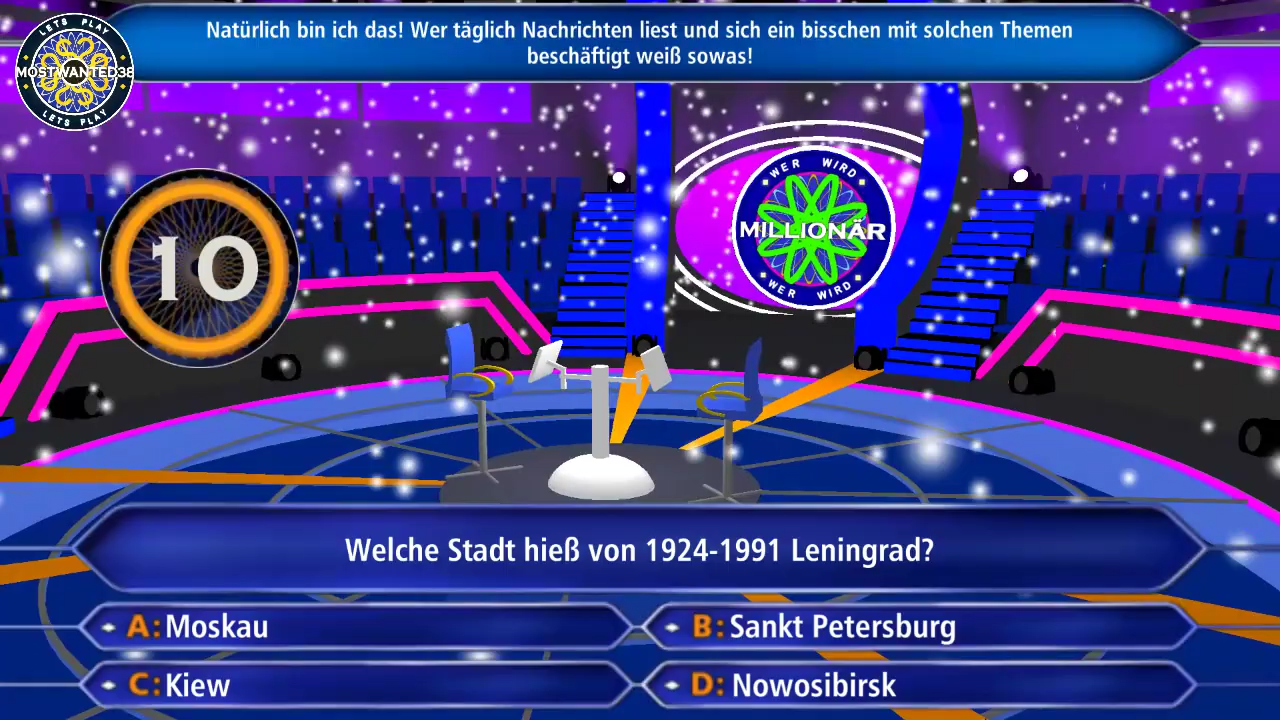 Natürlich bin ich das! Wer täglich Nachrichten liest und sich ein bisschen mit solchen Themen
beschäftigt weiß sowas!
LETS PLAY
MOSTWANTED38
LETS PLAY
10
WER WIRD
MILLIONÄR
WER WIRD
Welche Stadt hieß von 1924-1991 Leningrad?
A: Moskau
B: Sankt Petersburg
C: Kiew
D: Nowosibirsk